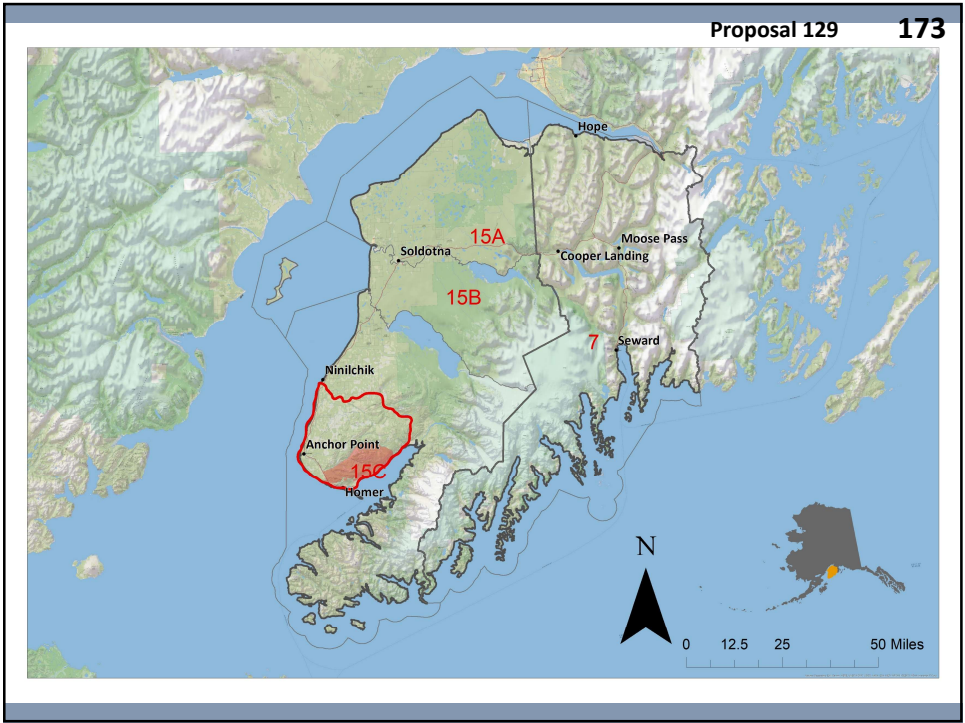 Proposal 129 173
Hope
15A
Moose Pass
Soldotna
Cooper Landing
15B
7
Seward
Ninilchik
Anchor Point
15C
Homer
N
0 12.5 25 50 Miles